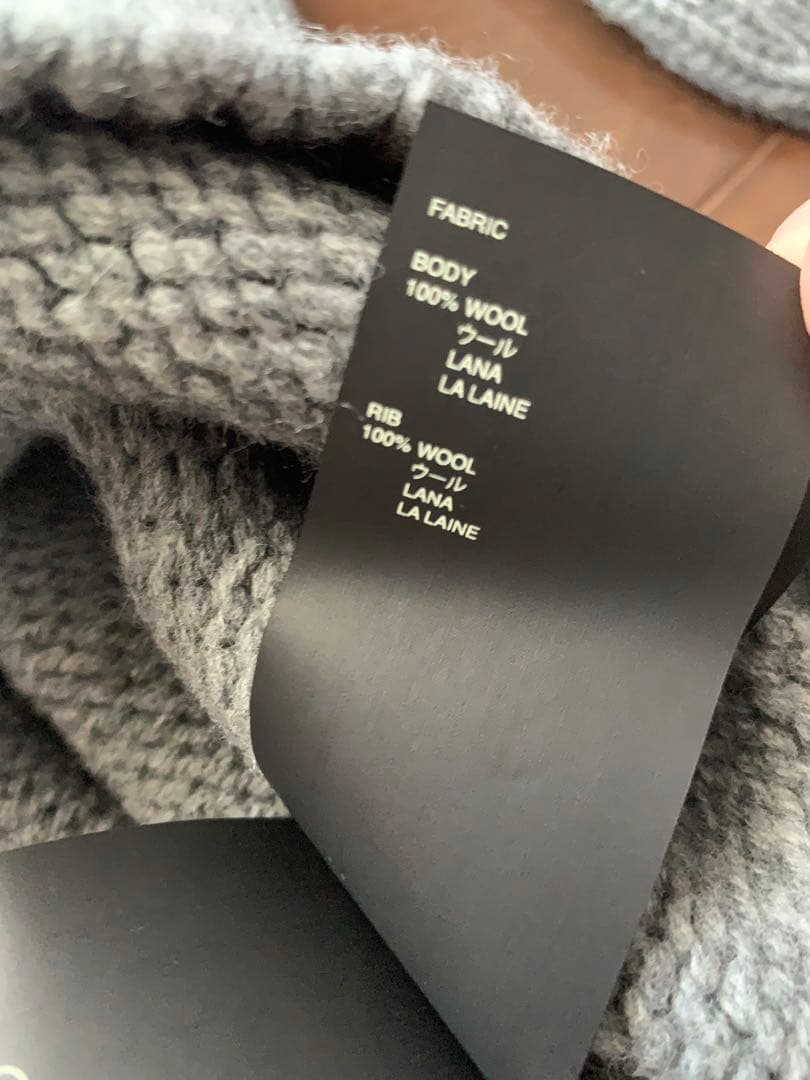 FABRIC
BODY
100% WOOL
ウール
LANA
LA LAINE
RIB
100% WOOL
ウール
LANA
LA LAINE